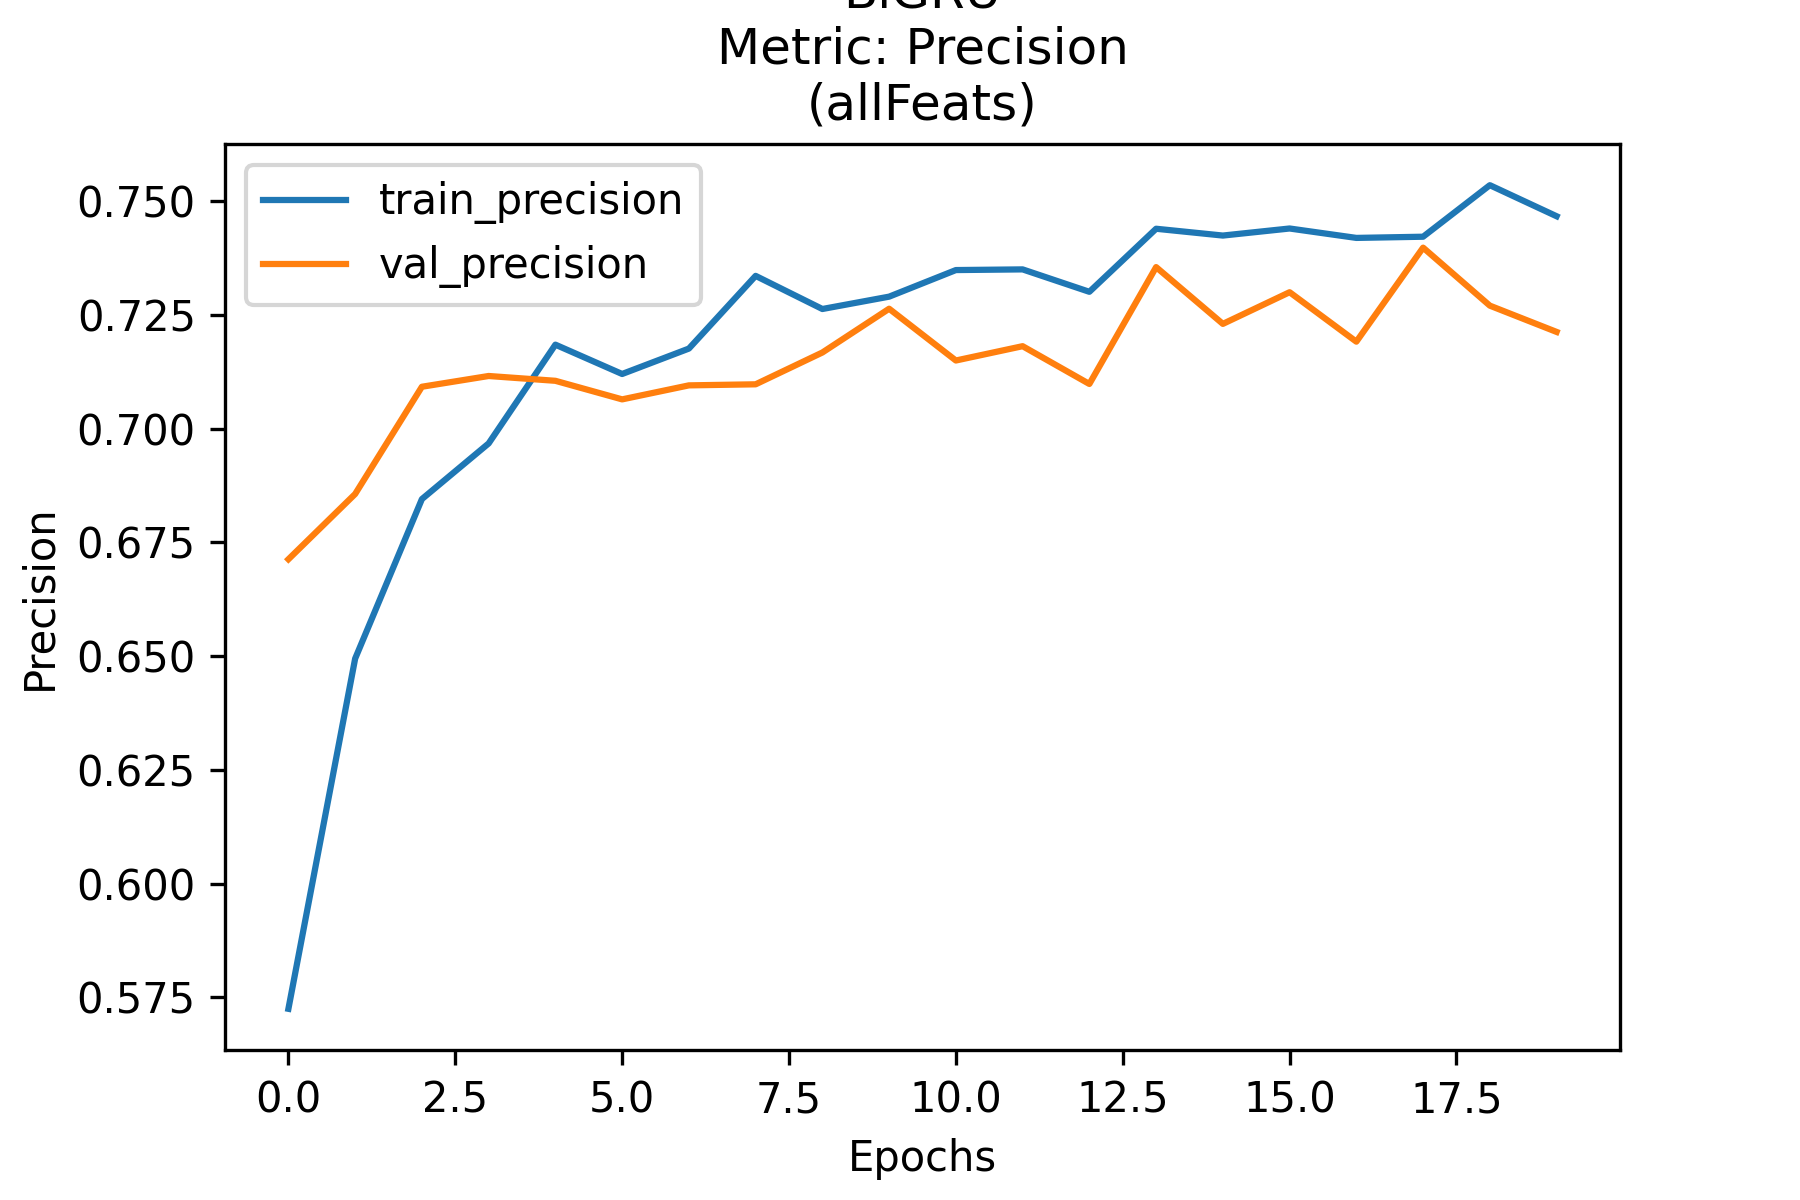 BiGRU
Metric: Precision
(allFeats)
train_precision
val_precision
0.750
0.725
0.700
0.675
0.650
0.625
0.600
0.575
Precision
0.0 2.5 5.0 7.5 10.0 12.5 15.0 17.5
Epochs